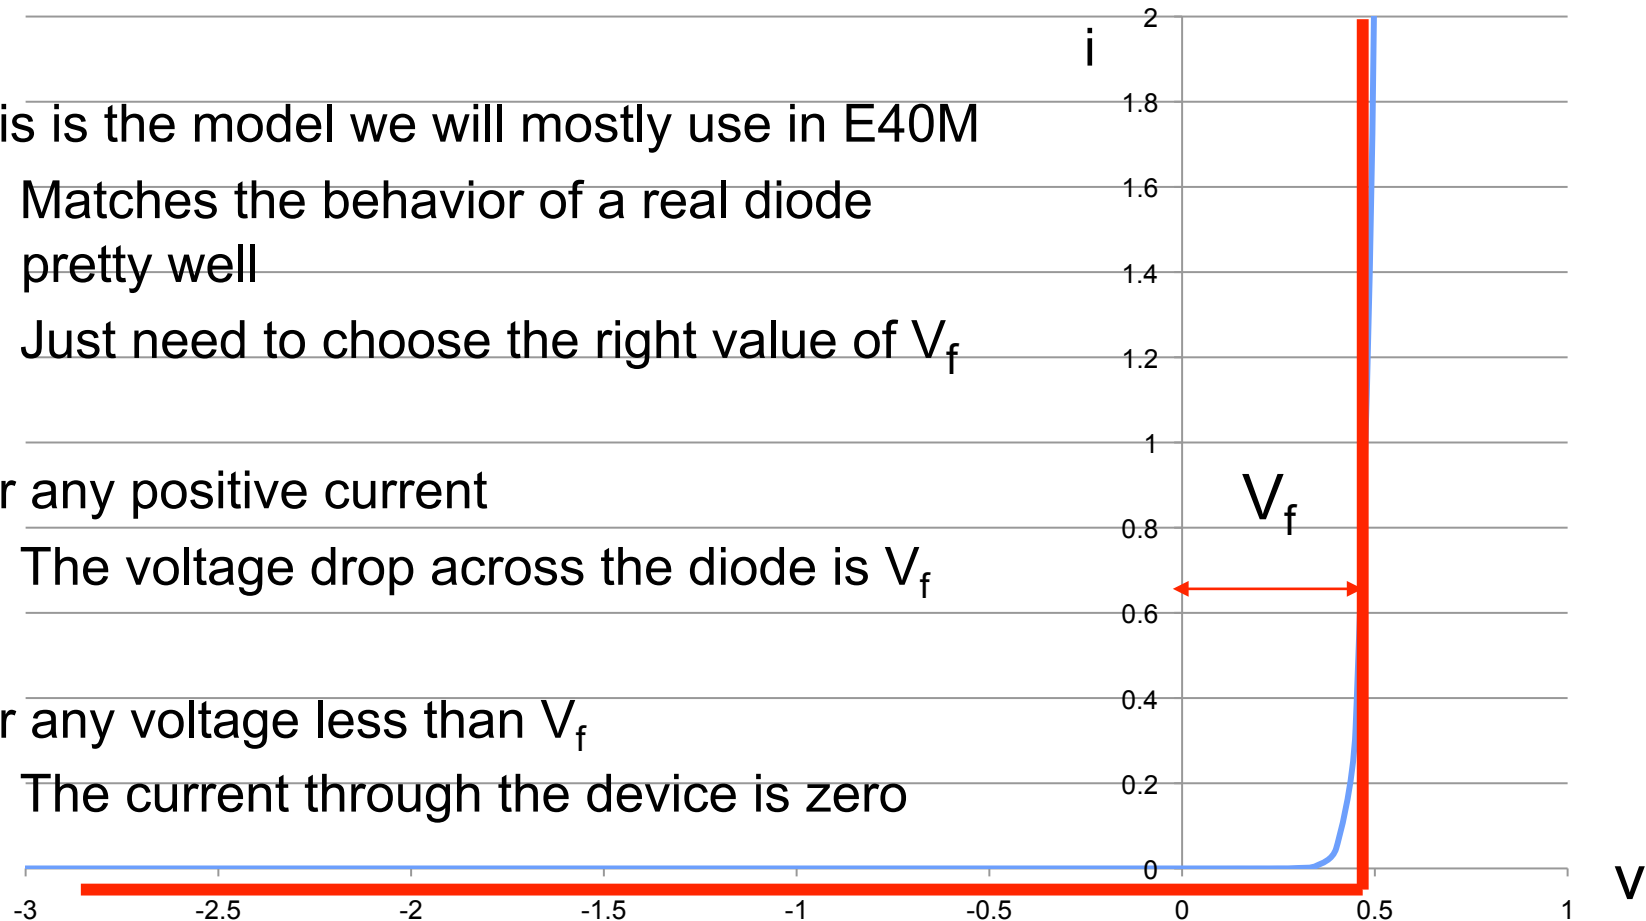 i
is is the model we will mostly use in E40M
Matches the behavior of a real diode
pretty well
Just need to choose the right value of Vf
r any positive current
The voltage drop across the diode is Vf
r any voltage less than Vf
The current through the device is zero
Vf
2
1.8
1.6
1.4
1.2
1
0.8
0.6
0.4
0.2
0
-3 -2.5 -2 -1.5 -1 -0.5 0 0.5 1
v